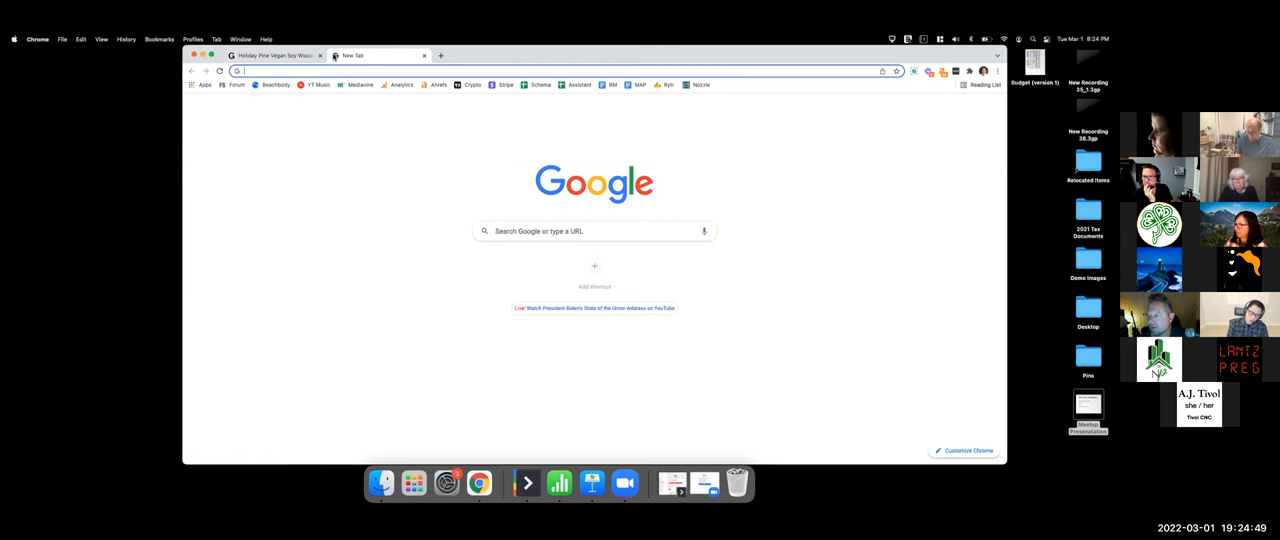 Chrome File Edit View History Bookmarks Profiles Tab Window Help
Tue Mar 1 8:24 PM
Holiday Pine Vegan Soy Wood
New Tab
Apps Forum Beachbody YT Music Mediavine Analytics Ahrefs Crypto Stripe Schema Assistant RM MAP Ryti Nozzle
Reading List
Google
Search Google or type a URL
Add shortcut
Live! Watch President Biden's State of the Union Address on YouTube
Customize Chrome
3
Budget (version 1)
New Recording
35_1.3gp
New Recording
38.3gp
Relocated Items
2021 Tax
Documents
Demo Images
Desktop
Pins
Meetup
Presenatation
LANTZ
PREG
A.J. Tivol
she / her
Tivol CNC
2022-03-01 19:24:49